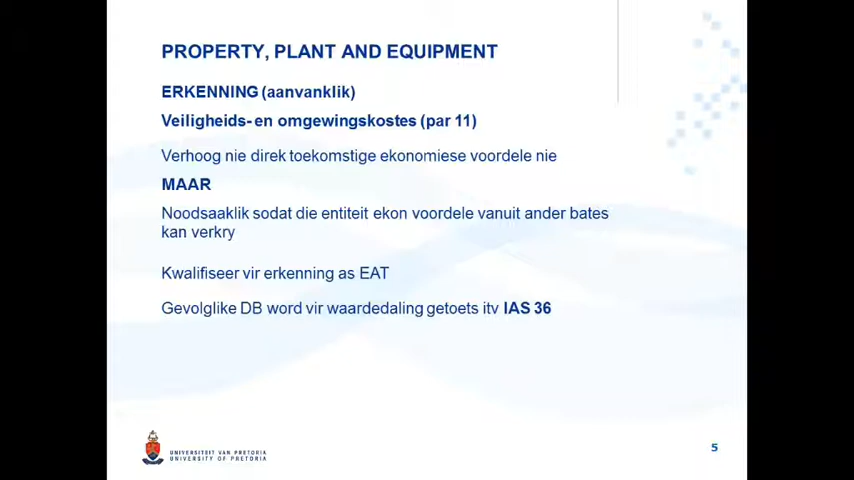 PROPERTY, PLANT AND EQUIPMENT
ERKENNING (aanvanklik)
Veiligheids- en omgewingskostes (par 11)
Verhoog nie direk toekomstige ekonomiese voordele nie
MAAR
Noodsaaklik sodat die entiteit ekon voordele vanuit ander bates
kan verkry
Kwalifiseer vir erkenning as EAT
Gevolglike DB word vir waardedaling getoets itv IAS 36
UNIVERSITEIT VAN PRETORIA
UNIVERSITY OF PRETORIA
5